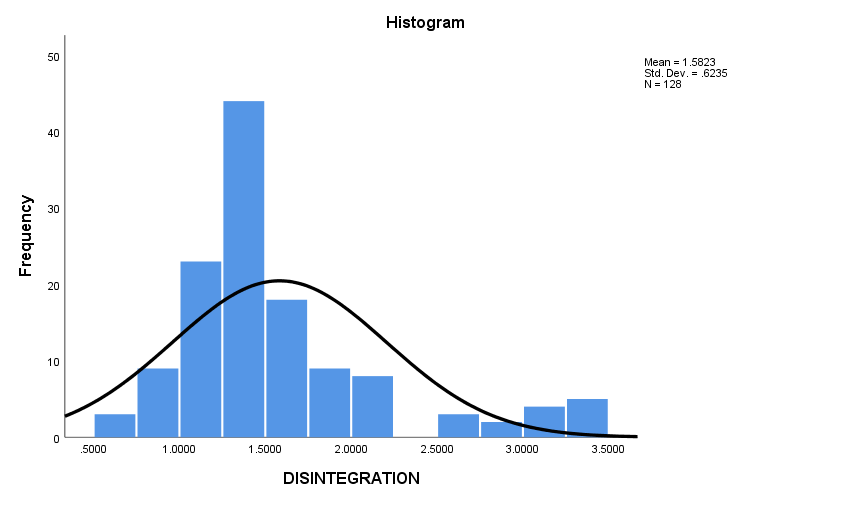 Histogram
Mean = 1.5823
Std. Dev. = .6235
N = 128
50
40
30
20
10
0
Frequency
.5000 1.0000 1.5000 2.0000 2.5000 3.0000 3.5000
DISINTEGRATION